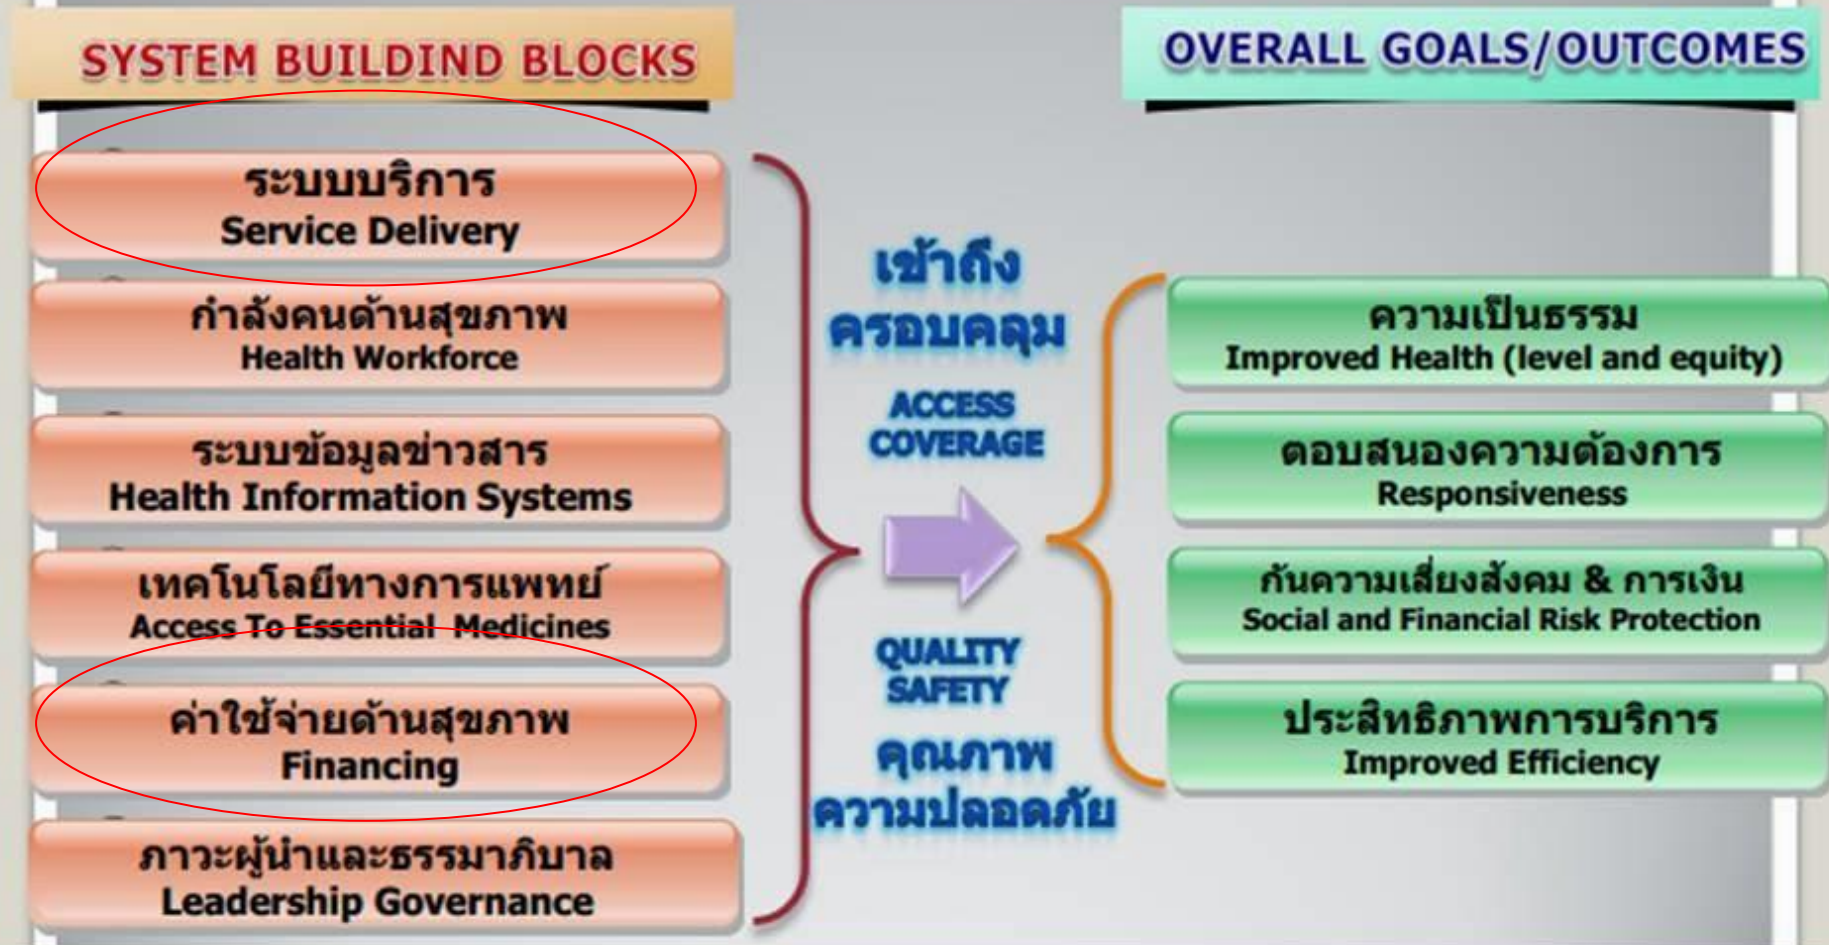 SYSTEM BUILDIND BLOCKS
ระบบบริการ
Service Delivery
กำลังคนด้านสุขภาพ
Health Workforce
ระบบข้อมูลข่าวสาร
Health Information Systems
เทคโนโลยีทางการแพทย์
Access To Essential Medicines
ค่าใช้จ่ายด้านสุขภาพ
Financing
ภาวะผู้นำและธรรมาภิบาล
Leadership Governance
เข้าถึง
ครอบคลุม
ACCESS
COVERAGE
QUALITY
SAFETY
คุณภาพ
ความปลอดภัย
OVERALL GOALS/OUTCOMES
ความเป็นธรรม
Improved Health (level and equity)
ตอบสนองความต้องการ
Responsiveness
กันความเสี่ยงสังคม & การเงิน
Social and Financial Risk Protection
ประสิทธิภาพการบริการ
Improved Efficiency